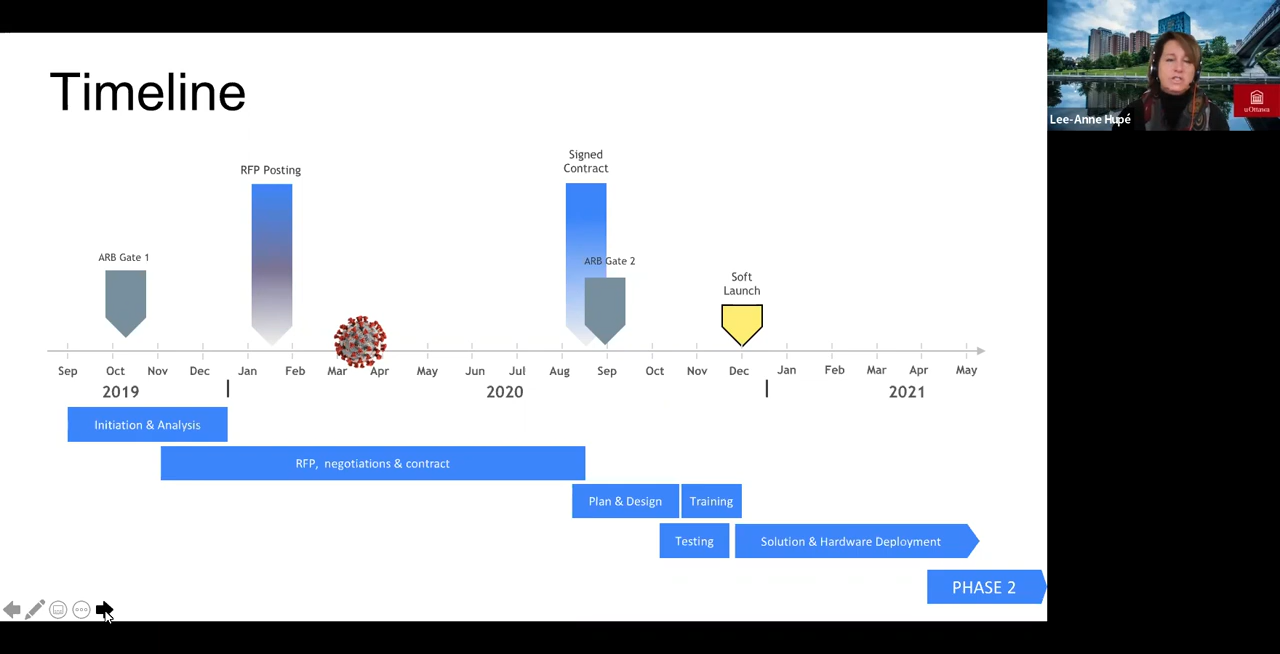 Timeline
Lee-Anne Hupé
uOttawa
Signed
Contract
RFP Posting
ARB Gate 1
ARB Gate 2
Soft
Launch
Sep Oct Nov Dec Jan Feb Mar Apr May Jun Jul Aug Sep Oct Nov Dec Jan Feb Mar Apr May
2019 2020 2021
Initiation & Analysis
RFP, negotiations & contract
Plan & Design Training
Testing Solution & Hardware Deployment
PHASE 2